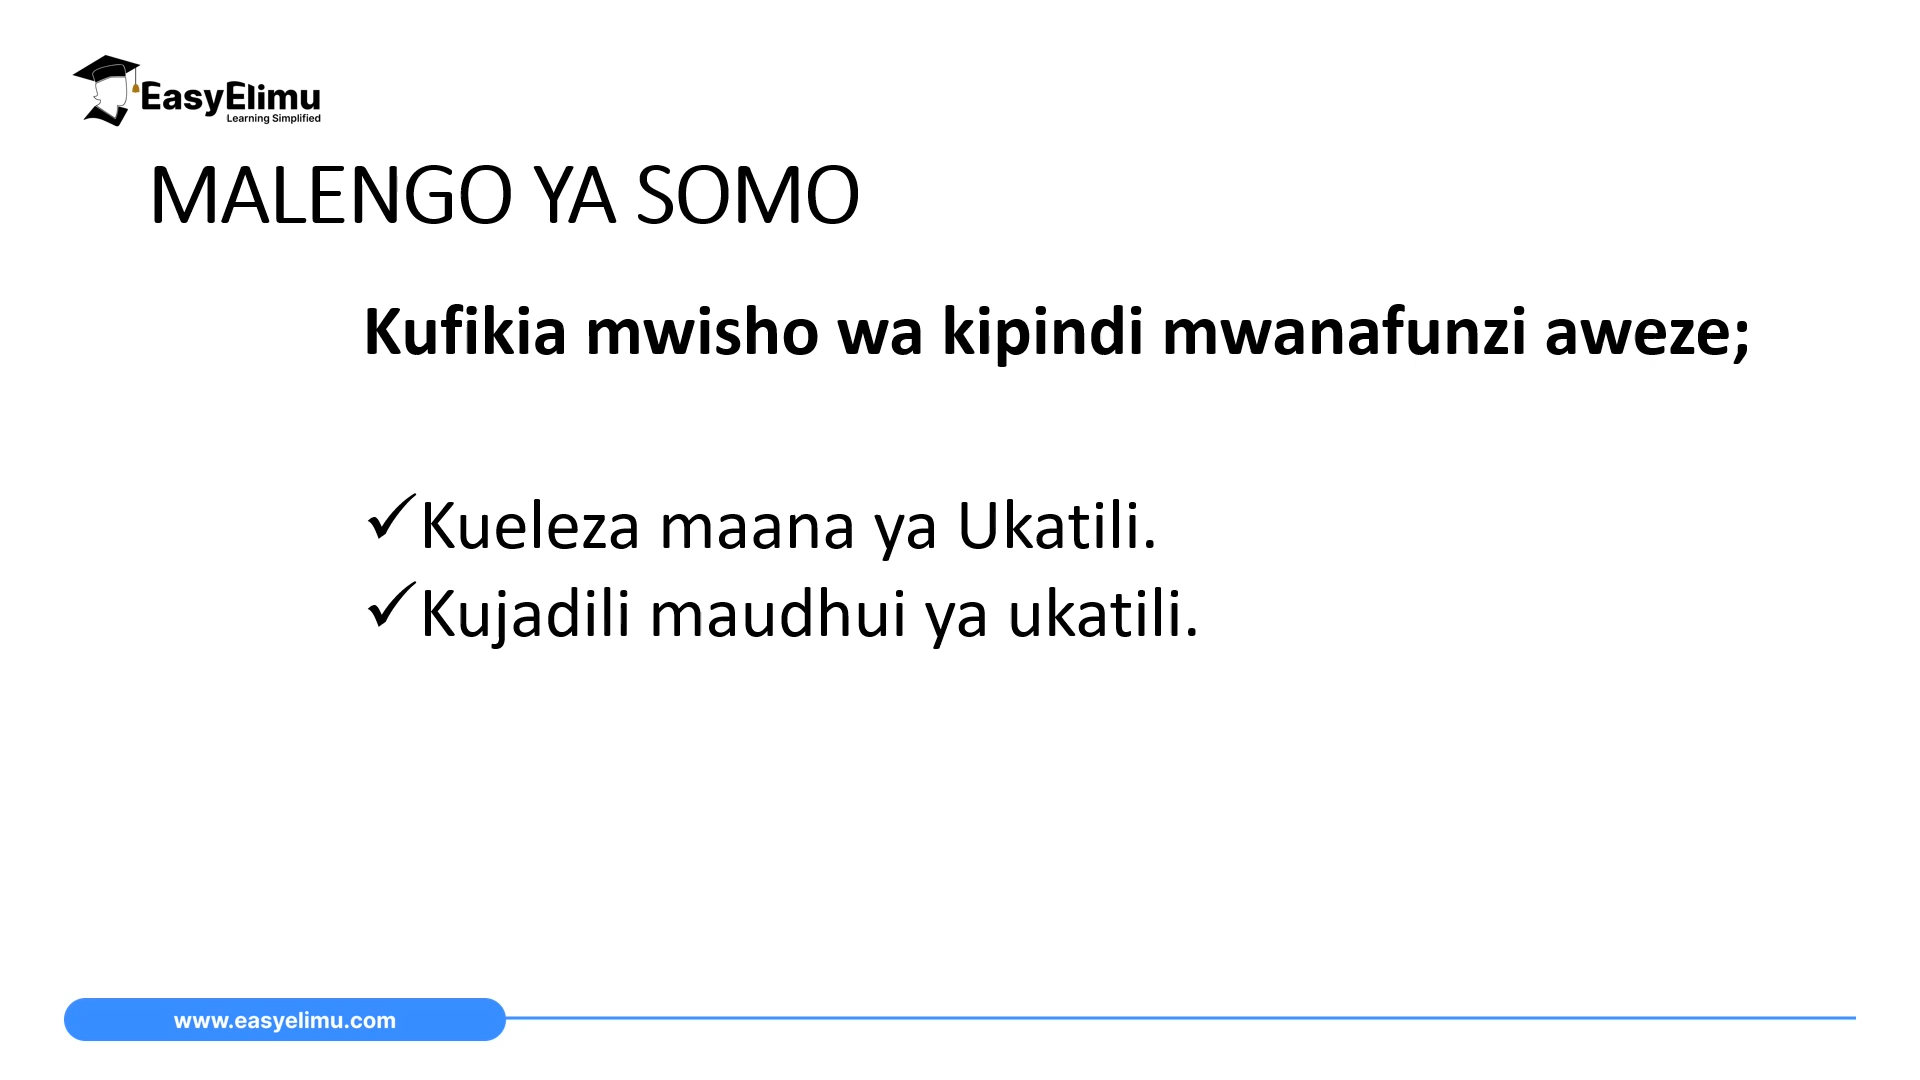 EasyElimu
Learning Simplified
MALENGO YA SOMO
Kufikia mwisho wa kipindi mwanafunzi aweze;
✓Kueleza maana ya Ukatili.
✓Kujadili maudhui ya ukatili.
www.easyelimu.com